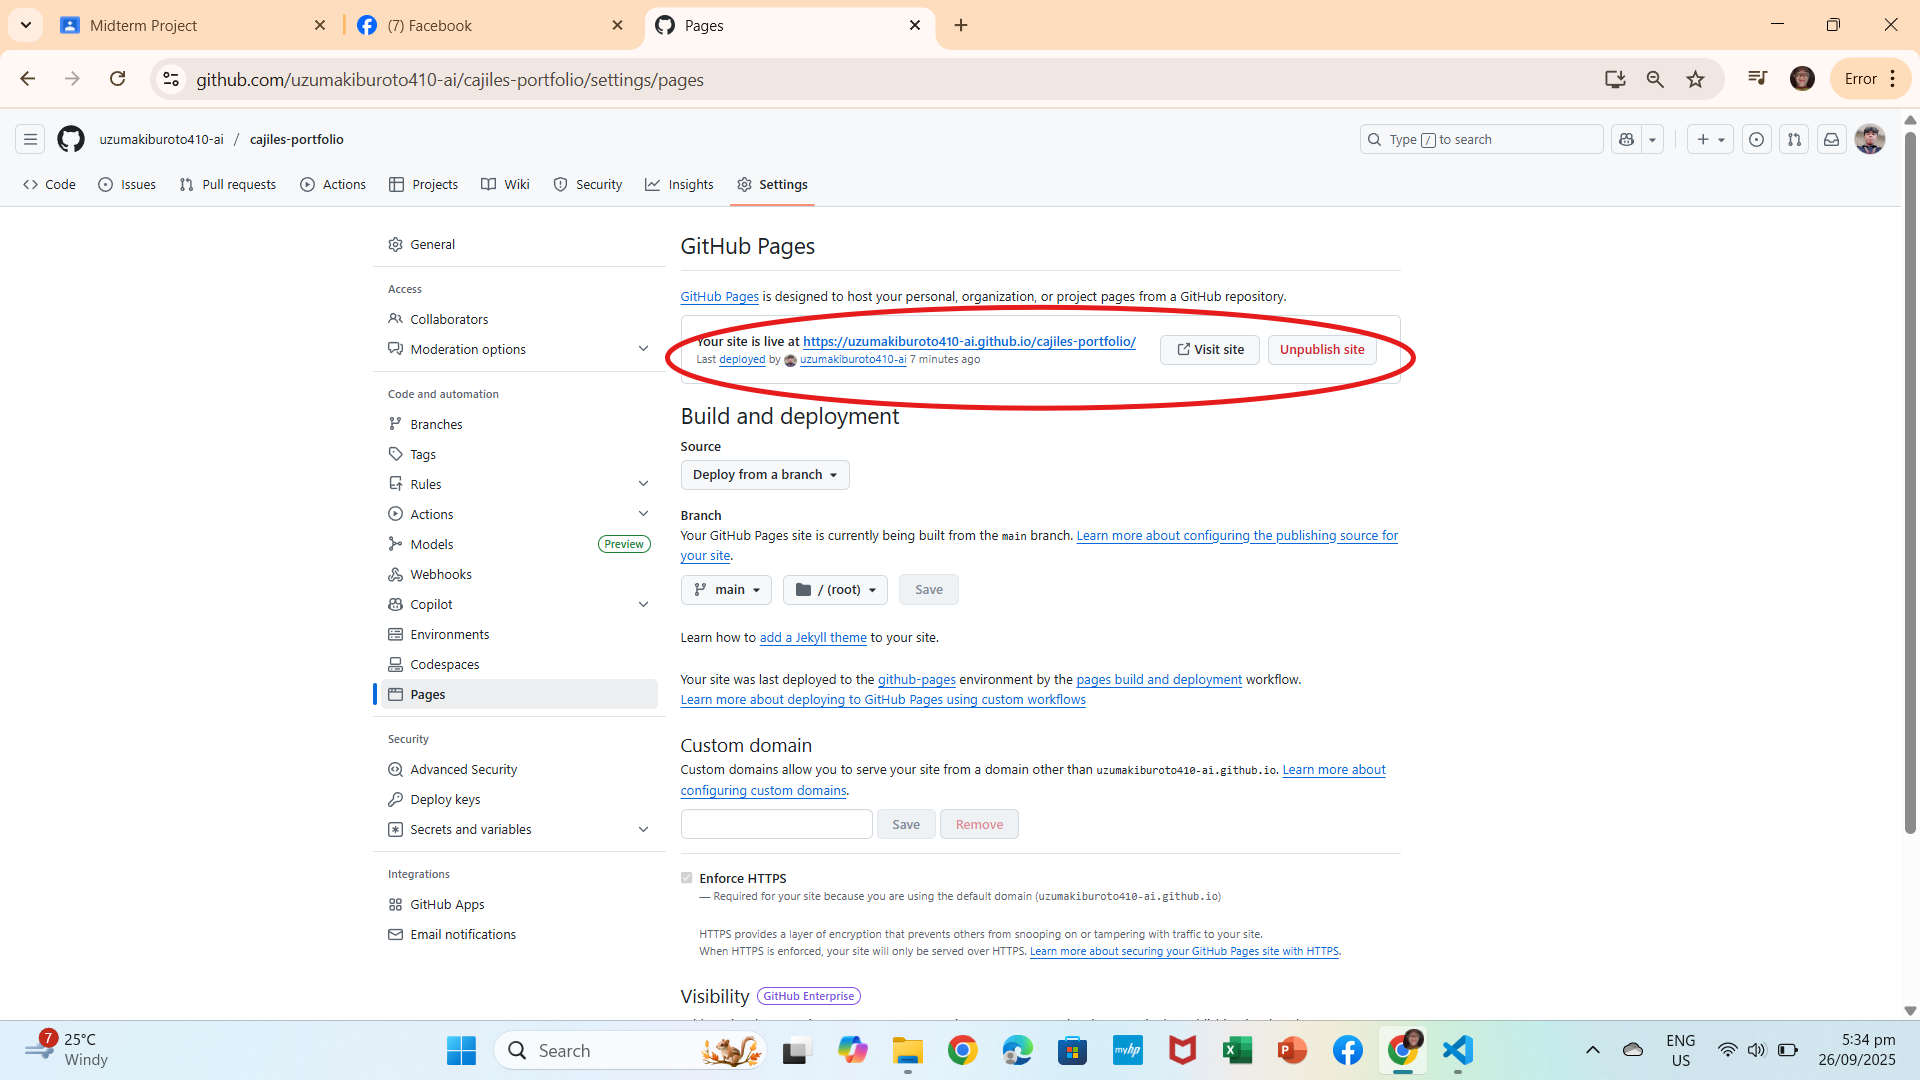 Midterm Project
(7) Facebook
Pages
github.com/uzumakiburoto410-ai/cajiles-portfolio/settings/pages
Error
uzumakiburoto410-ai / cajiles-portfolio
Type / to search
Code
Issues
Pull requests
Actions
Projects
Wiki
Security
Insights
Settings
General
Access
Collaborators
Moderation options
Code and automation
Branches
Tags
Rules
Actions
Models
Preview
Webhooks
Copilot
Environments
Codespaces
Pages
Security
Advanced Security
Deploy keys
Secrets and variables
Integrations
GitHub Apps
Email notifications
GitHub Pages
GitHub Pages is designed to host your personal, organization, or project pages from a GitHub repository.
Your site is live at https://uzumakiburoto410-ai.github.io/cajiles-portfolio/
Last deployed by uzumakiburoto410-ai 7 minutes ago
Visit site
Unpublish site
Build and deployment
Source
Deploy from a branch
Branch
Your GitHub Pages site is currently being built from the main branch. Learn more about configuring the publishing source for
your site.
main
/ (root)
Save
Learn how to add a Jekyll theme to your site.
Your site was last deployed to the github-pages environment by the pages build and deployment workflow.
Learn more about deploying to GitHub Pages using custom workflows
Custom domain
Custom domains allow you to serve your site from a domain other than uzumakiburoto410-ai.github.io. Learn more about
configuring custom domains.
Save
Remove
Enforce HTTPS
— Required for your site because you are using the default domain (uzumakiburoto410-ai.github.io)
HTTPS provides a layer of encryption that prevents others from snooping on or tampering with traffic to your site.
When HTTPS is enforced, your site will only be served over HTTPS. Learn more about securing your GitHub Pages site with HTTPS.
Visibility
GitHub Enterprise
7
25°C
Windy
Search
myhp
ENG
US
5:34 pm
26/09/2025